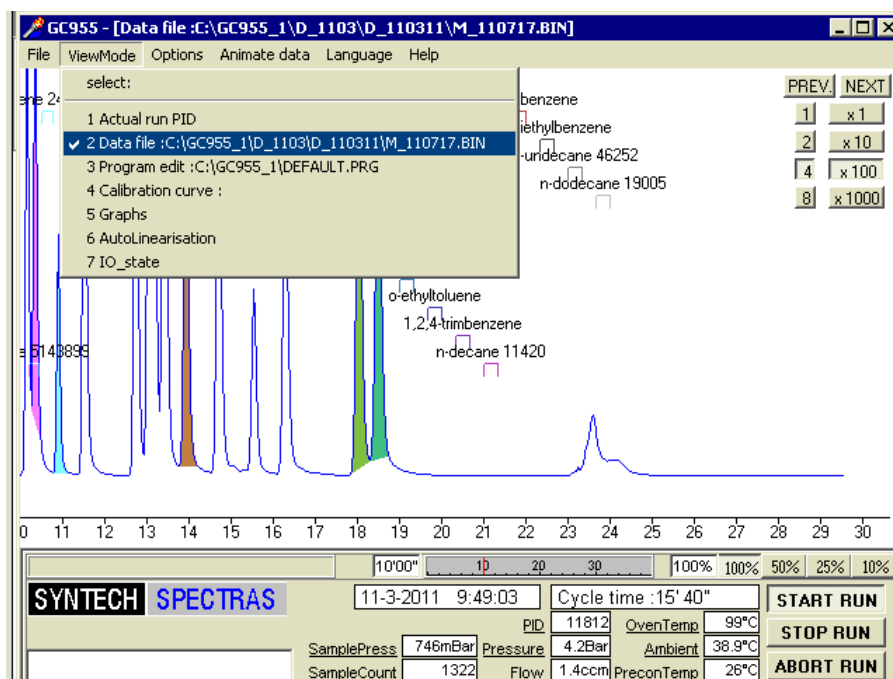 GC955 - [Data file :C:\GC955_1\D_1103\D_110311\M_110717.BIN]
File ViewMode Options Animate data Language Help
select:
1 Actual run PID
2 Data file :C:\GC955_1\D_1103\D_110311\M_110717.BIN
3 Program edit :C:\GC955_1\DEFAULT.PRG
4 Calibration curve :
5 Graphs
6 AutoLinearisation
7 IO_state
PREV. NEXT
1 x 1
2 x 10
4 x 100
8 x 1000
ene 24
benzene
iethylbenzene
-undecane 46252
n-dodecane 19005
o-ethyltoluene
1,2,4-trimbenzene
n-decane 11420
e 5143899
0 11 12 13 14 15 16 17 18 19 20 21 22 23 24 25 26 27 28 29 30
10'00" 10 20 30 100% 100% 50% 25% 10%
SYNTECH SPECTRAS
11-3-2011 9:49:03 Cycle time :15' 40"
START RUN
PID 11812 OvenTemp 99°C
STOP RUN
SamplePress 746mBar Pressure 4.2Bar Ambient 38.9°C
SampleCount 1322 Flow 1.4ccm PreconTemp 26°C
ABORT RUN